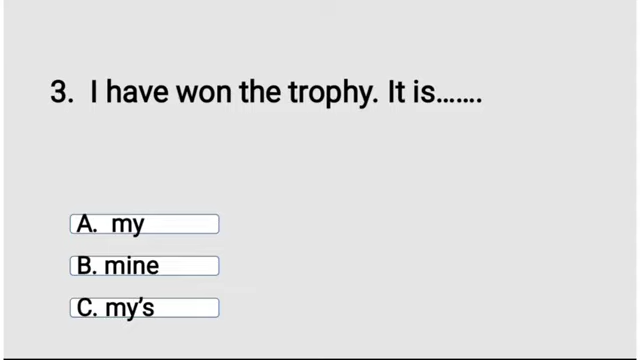 3. I have won the trophy. It is.......
A. my
B. mine
C. my's